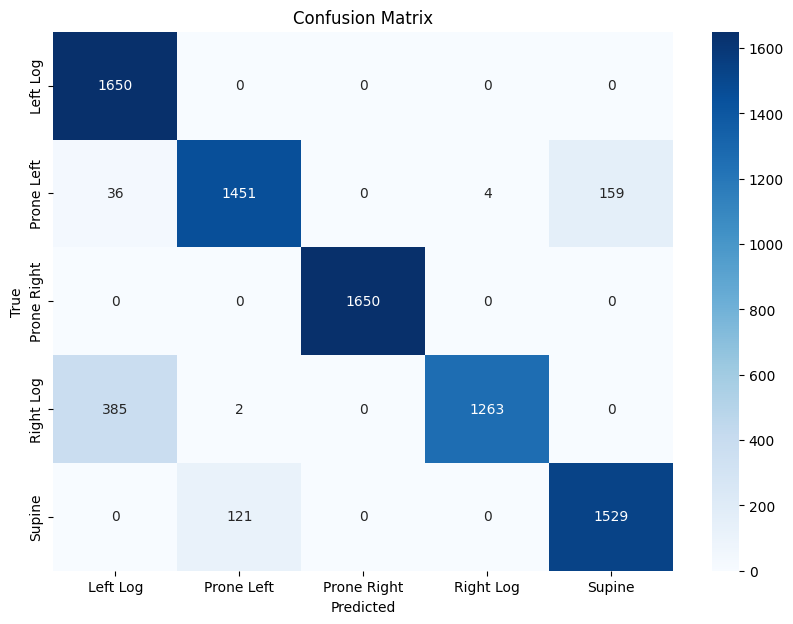 Confusion Matrix
Left Log 1650 0 0 0 0
Prone Left 36 1451 0 4 159
Prone Right 0 0 1650 0 0
Right Log 385 2 0 1263 0
Supine 0 121 0 0 1529
Left Log Prone Left Prone Right Right Log Supine
Predicted
True
1600
1400
1200
1000
800
600
400
200
0